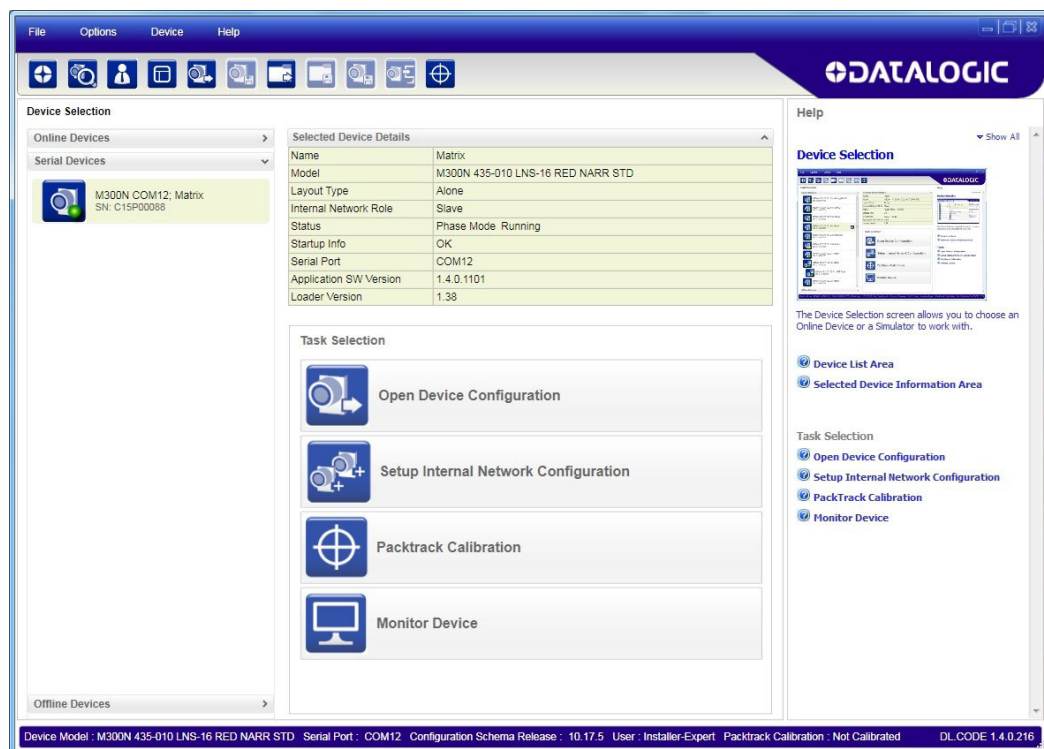 File Options Device Help
DATALOGIC
Device Selection
Online Devices
Serial Devices
M300N COM12; Matrix
SN: C15P00088
Selected Device Details
Name Matrix
Model M300N 435-010 LNS-16 RED NARR STD
Layout Type Alone
Internal Network Role Slave
Status Phase Mode Running
Startup Info OK
Serial Port COM12
Application SW Version 1.4.0.1101
Loader Version 1.38
Task Selection
Open Device Configuration
Setup Internal Network Configuration
Packtrack Calibration
Monitor Device
Offline Devices
Help
Show All
Device Selection
The Device Selection screen allows you to choose an
Online Device or a Simulator to work with.
Device List Area
Selected Device Information Area
Task Selection
Open Device Configuration
Setup Internal Network Configuration
PackTrack Calibration
Monitor Device
Device Model : M300N 435-010 LNS-16 RED NARR STD Serial Port : COM12 Configuration Schema Release : 10.17.5 User : Installer-Expert Packtrack Calibration : Not Calibrated DL.CODE 1.4.0.216